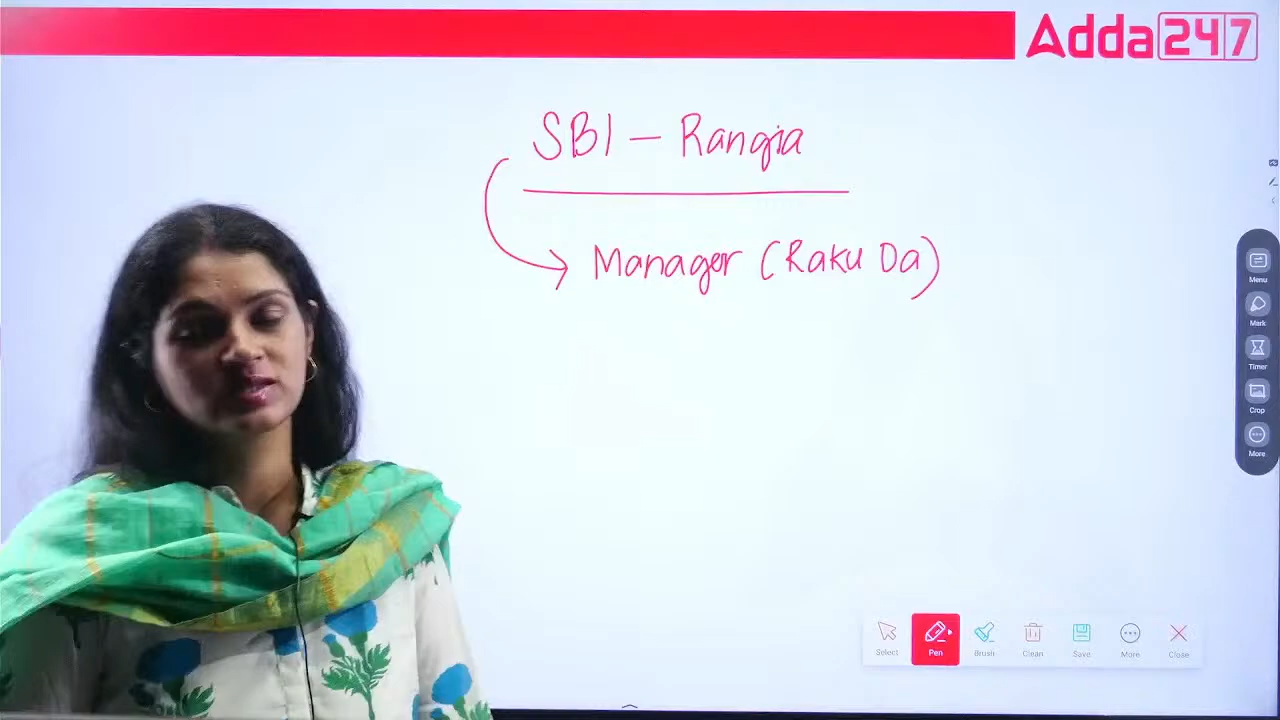 Adda247
SBI - Rangia
Manager (Raku Da)
Menu
Mark
Timer
Crop
More
Select
Pen
Brush
Clean
Save
More
Close